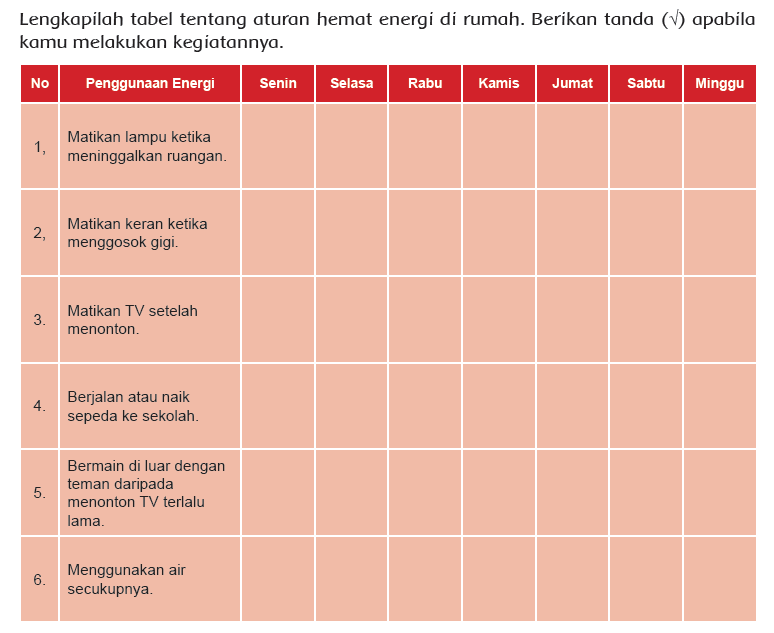 Lengkapilah tabel tentang aturan hemat energi di rumah. Berikan tanda (√) apabila
kamu melakukan kegiatannya.
No Penggunaan Energi Senin Selasa Rabu Kamis Jumat Sabtu Minggu
1, Matikan lampu ketika
meninggalkan ruangan.
2, Matikan keran ketika
menggosok gigi.
3. Matikan TV setelah
menonton.
4. Berjalan atau naik
sepeda ke sekolah.
5. Bermain di luar dengan
teman daripada
menonton TV terlalu
lama.
6. Menggunakan air
secukupnya.